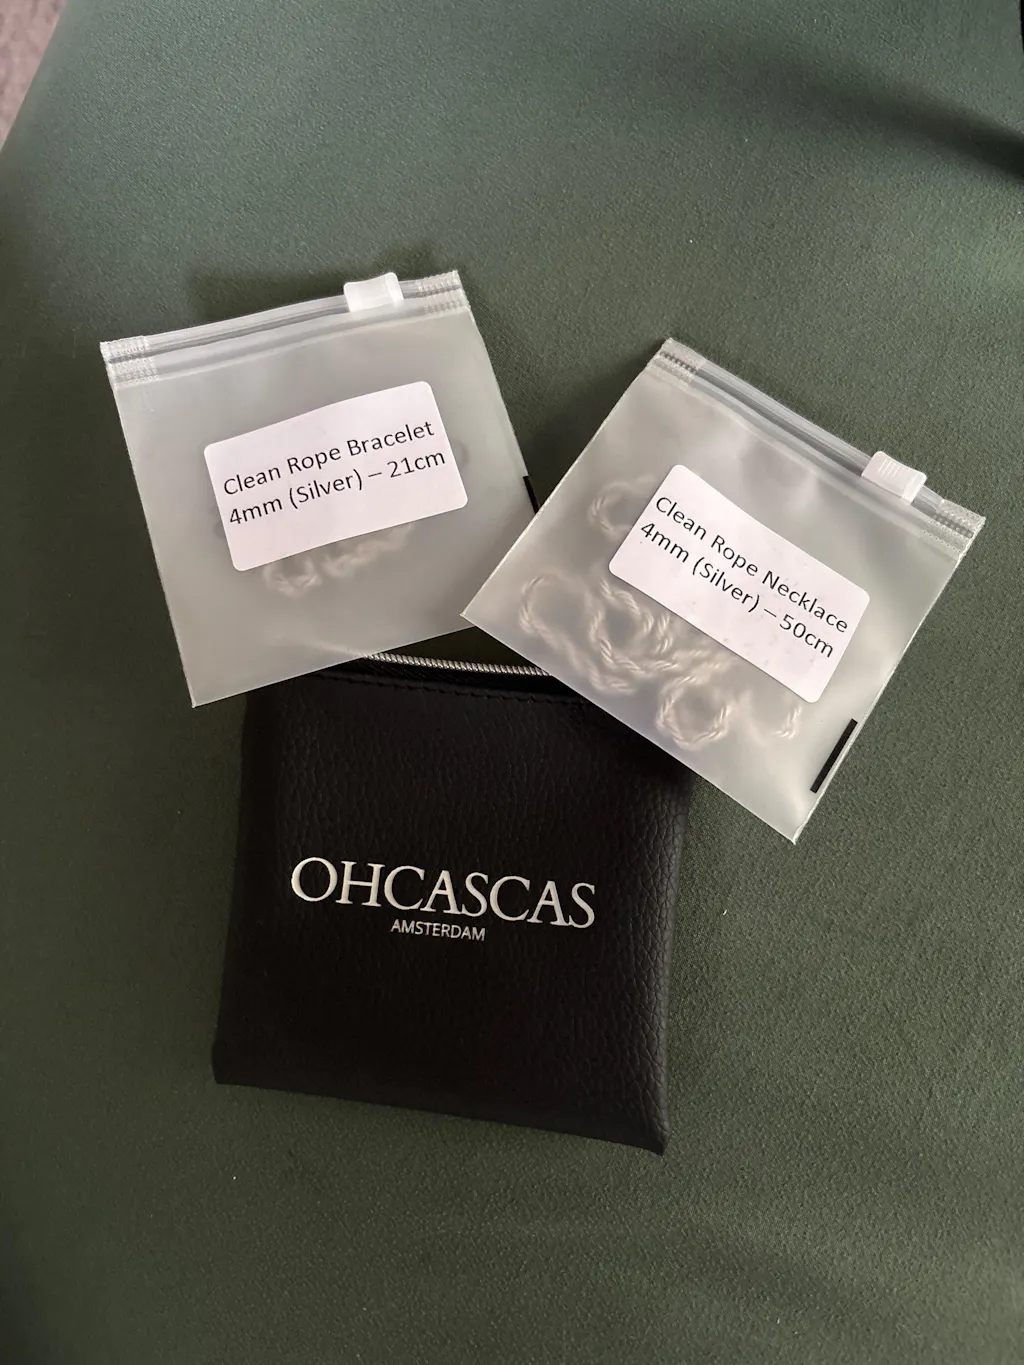 Clean Rope Bracelet
4mm (Silver) – 21cm
Clean Rope Necklace
4mm (Silver) – 50cm
OHCASCAS
AMSTERDAM